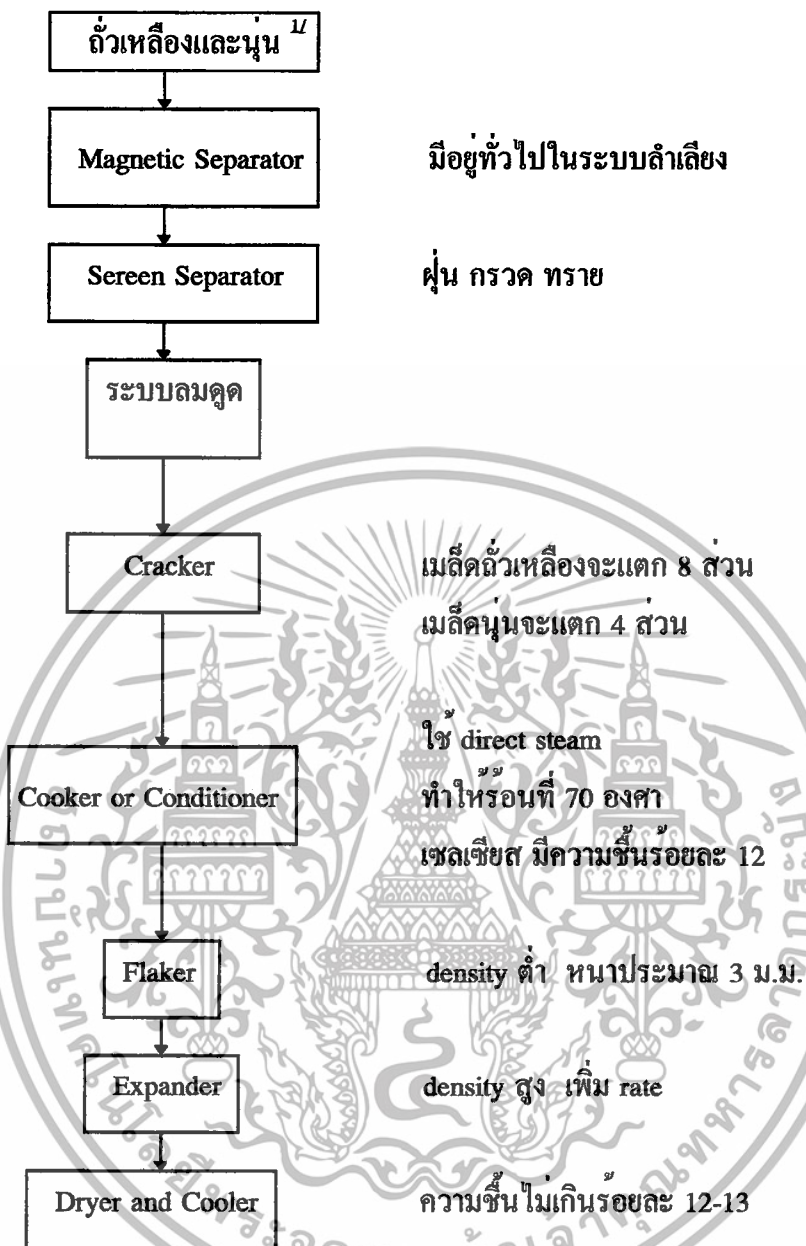 ถั่วเหลืองและนุ่น 1/
Magnetic Separator มีอยู่ทั่วไปในระบบลำเลียง
Sereen Separator ฝุ่น กรวด ทราย
ระบบลมดูด
Cracker เมล็ดถั่วเหลืองจะแตก 8 ส่วน
เมล็ดนุ่นจะแตก 4 ส่วน
ใช้ direct steam
Cooker or Conditioner ทำให้ร้อนที่ 70 องศา
เซลเซียส มีความชื้นร้อยละ 12
Flaker density ต่ำ หนาประมาณ 3 ม.ม.
Expander density สูง เพิ่ม rate
Dryer and Cooler ความชื้นไม่เกินร้อยละ 12-13